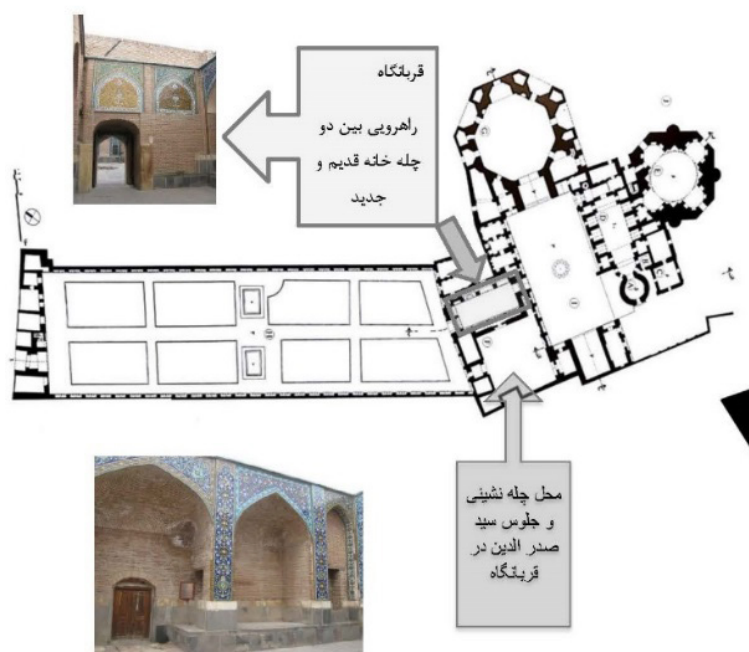 قربانگاه
راهرویی بین دو
چله خانه قدیم و
جدید
محل چله نشینی
و جلوس سید
صدر الدین در
قربانگاه